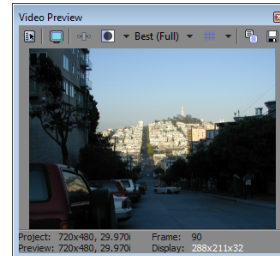 Video Preview
Best (Full)
Project: 720x480, 29.970i Frame: 90
Preview: 720x480, 29.970i Display: 288x211x32